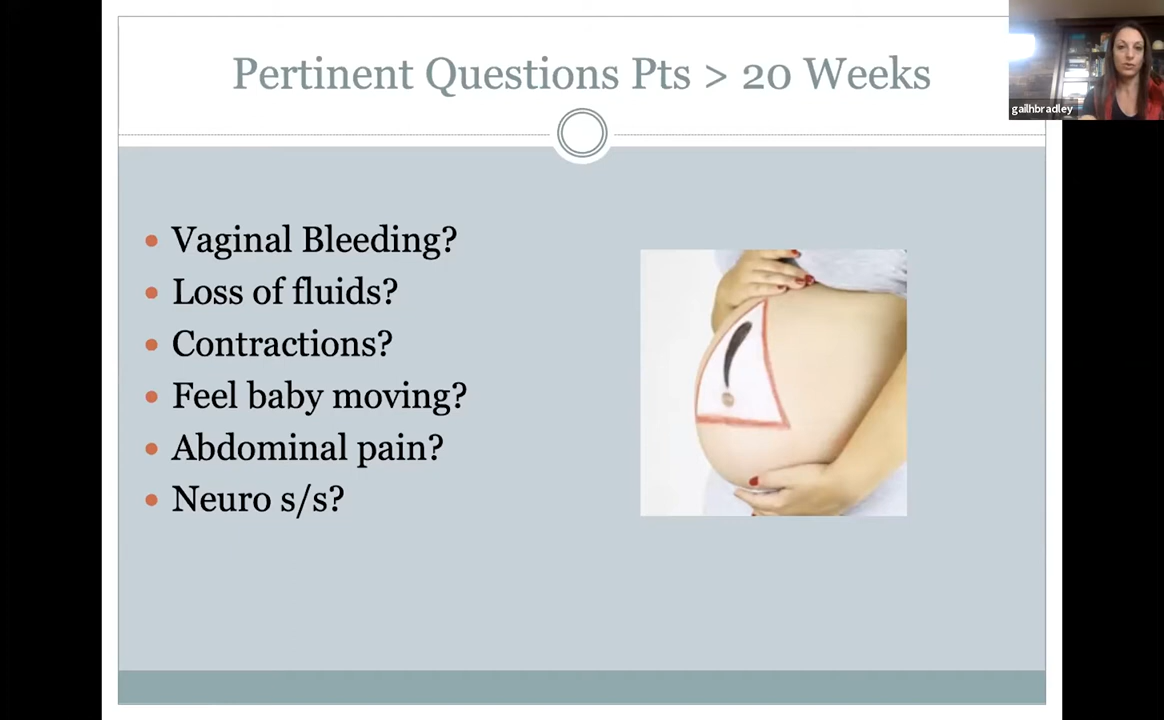 Pertinent Questions Pts > 20 Weeks
gailhbradley
Vaginal Bleeding?
Loss of fluids?
Contractions?
Feel baby moving?
Abdominal pain?
Neuro s/s?